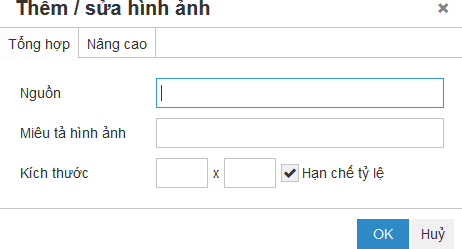 Thêm / sửa hình ảnh ×
Tổng hợp Nâng cao
Nguồn
Miêu tả hình ảnh
Kích thước x Hạn chế tỷ lệ
OK Huỷ